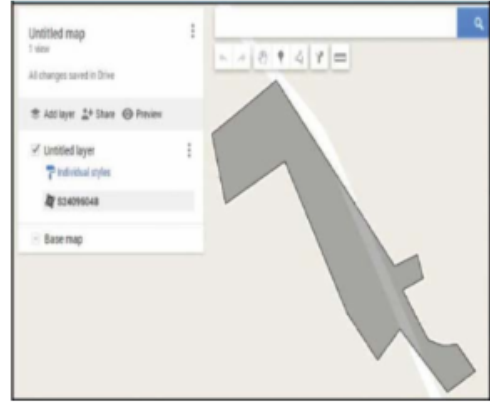 Untitled map
1 view
All changes saved in Drive
Add layer Share Preview
Untitled layer
Individual styles
S24096048
Base map